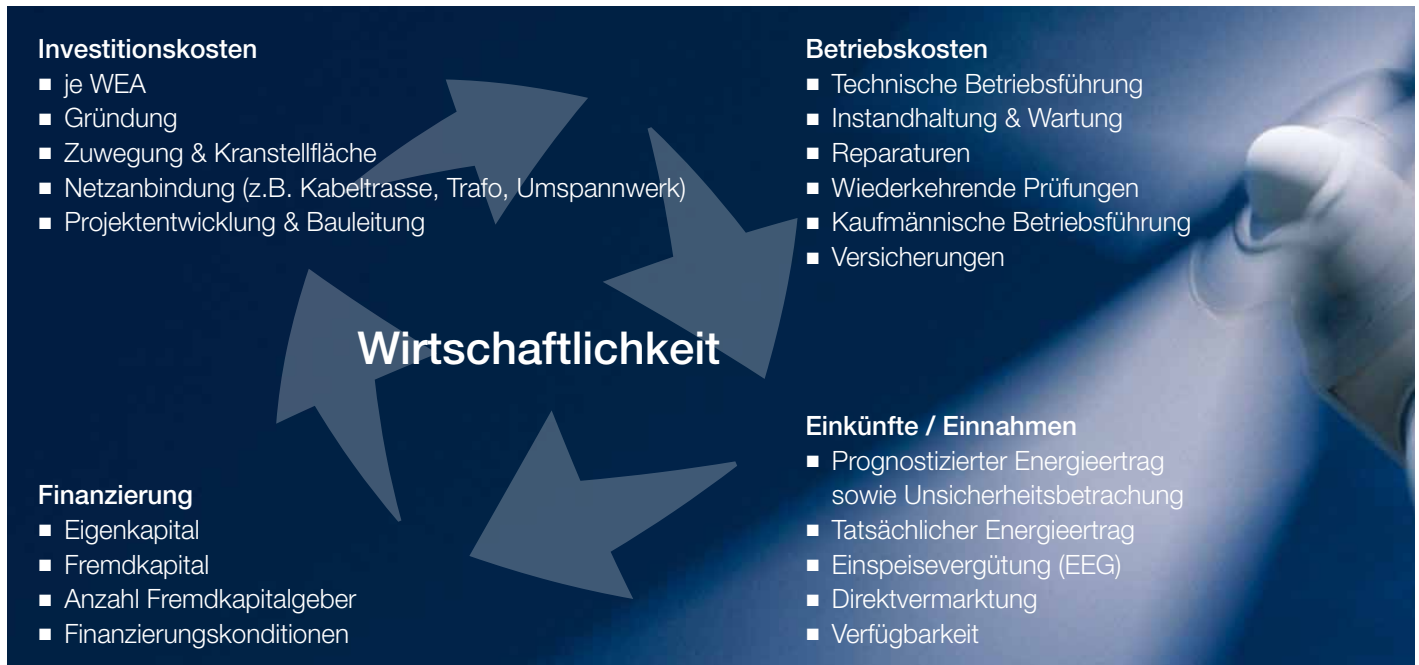 Investitionskosten
■ je WEA
■ Gründung
■ Zuwegung & Kranstellfläche
■ Netzanbindung (z.B. Kabeltrasse, Trafo, Umspannwerk)
■ Projektentwicklung & Bauleitung
Betriebskosten
■ Technische Betriebsführung
■ Instandhaltung & Wartung
■ Reparaturen
■ Wiederkehrende Prüfungen
■ Kaufmännische Betriebsführung
■ Versicherungen
Wirtschaftlichkeit
Finanzierung
■ Eigenkapital
■ Fremdkapital
■ Anzahl Fremdkapitalgeber
■ Finanzierungskonditionen
Einkünfte / Einnahmen
■ Prognostizierter Energieertrag
sowie Unsicherheitsbetrachung
■ Tatsächlicher Energieertrag
■ Einspeisevergütung (EEG)
■ Direktvermarktung
■ Verfügbarkeit